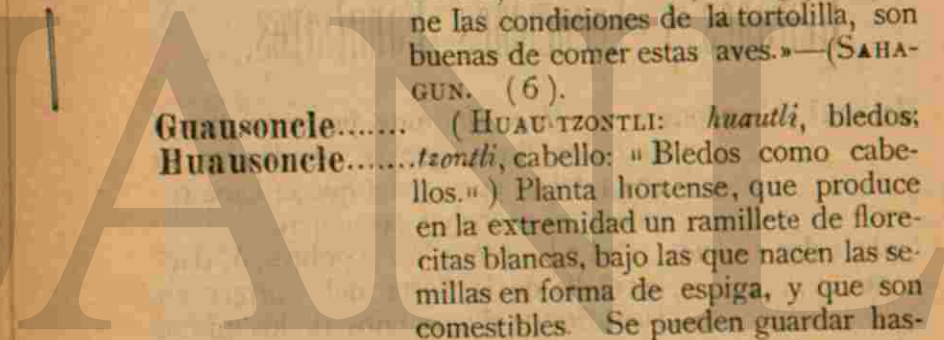 ne las condiciones de la tortolilla, son
buenas de comer estas aves.»—(SAHA-
GUN. (6).
Guausoncle....... (HUAU-TZONTLI: huautli, bledos;
Huausoncle.......tzontli, cabello: "Bledos como cabe-
llos.") Planta hortense, que produce
en la extremidad un ramillete de flore-
citas blancas, bajo las que nacen las se-
millas en forma de espiga, y que son
comestibles. Se pueden guardar has-